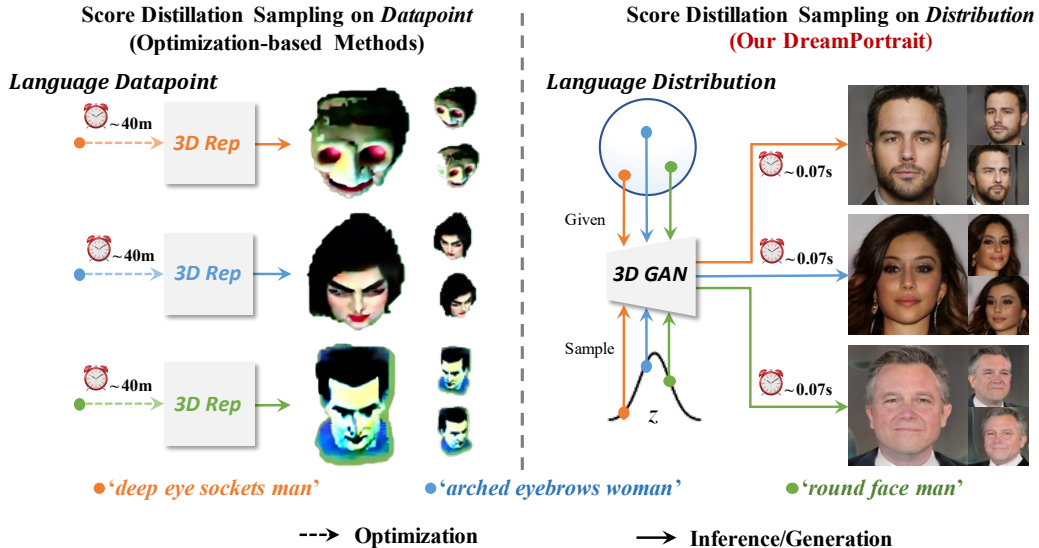 Score Distillation Sampling on Datapoint
(Optimization-based Methods)
Language Datapoint
~40m
3D Rep
~40m
3D Rep
~40m
3D Rep
Score Distillation Sampling on Distribution
(Our DreamPortrait)
Language Distribution
Given
3D GAN
Sample
z
~0.07s
~0.07s
~0.07s
‘deep eye sockets man’
‘arched eyebrows woman’
‘round face man’
Optimization
Inference/Generation